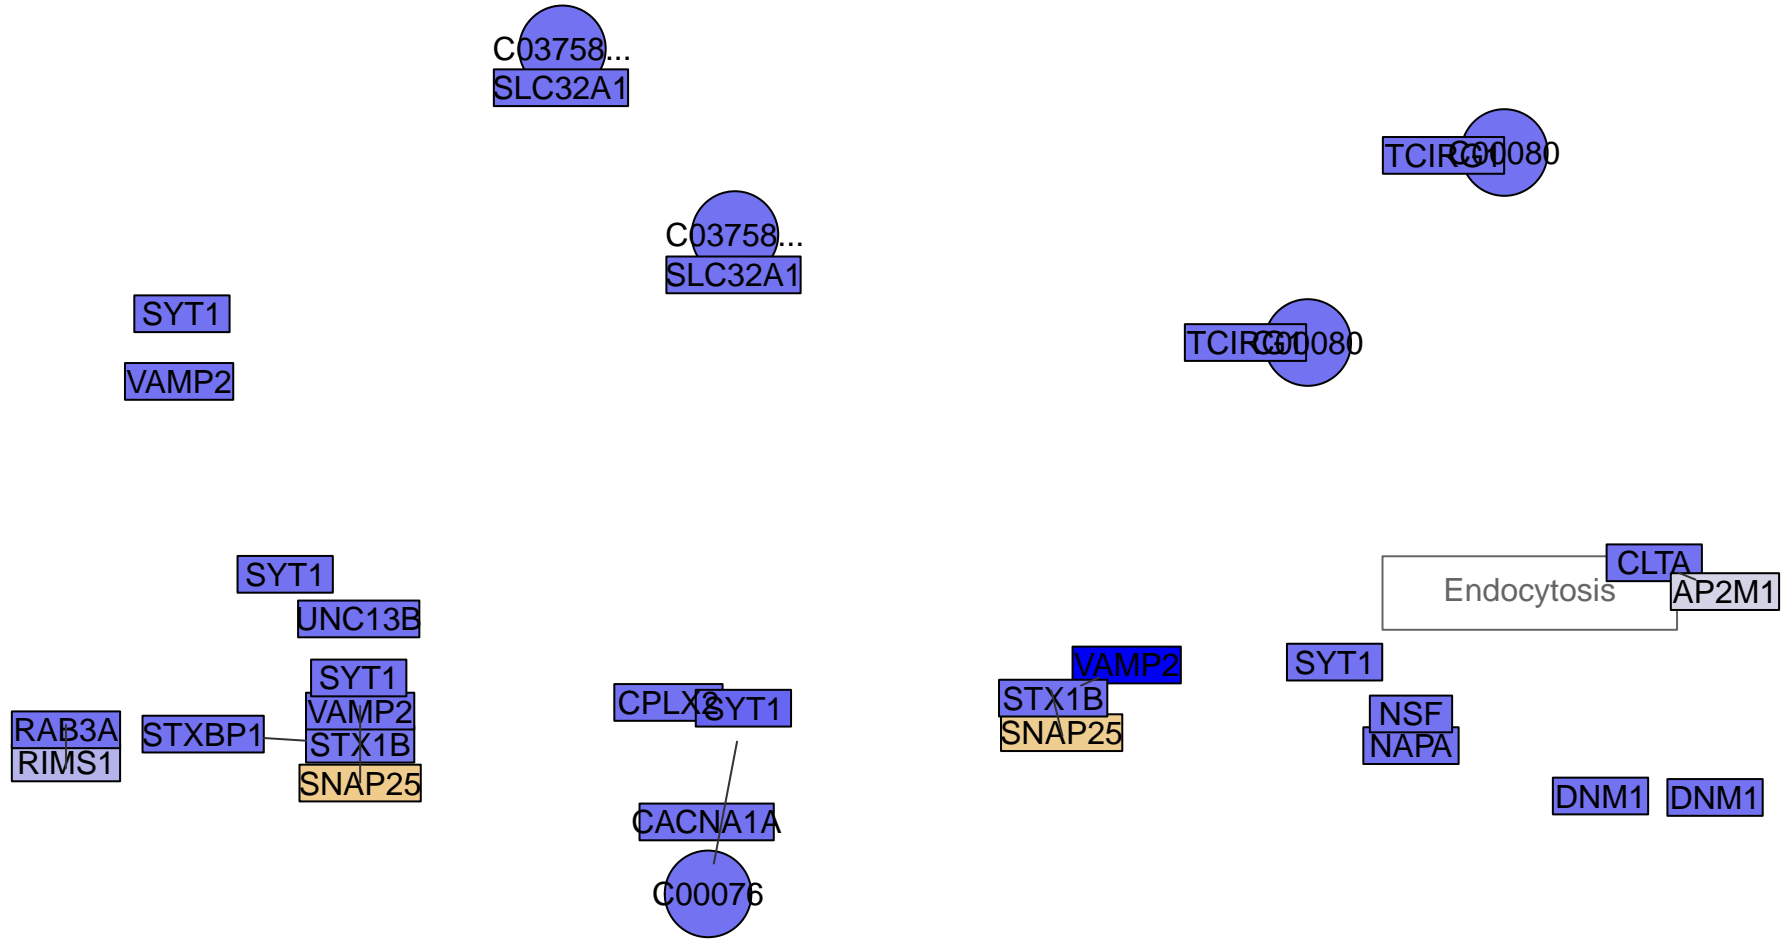 C03758...
SLC32A1
TCIRG1
C00080
C03758...
SLC32A1
SYT1
TCIRG1
C00080
VAMP2
SYT1
CLTA
Endocytosis
AP2M1
UNC13B
SYT1
VAMP2
SYT1
CPLX2
SYT1
STX1B
VAMP2
NSF
RAB3A
STXBP1
STX1B
SNAP25
NAPA
RIMS1
SNAP25
DNM1
DNM1
CACNA1A
C00076